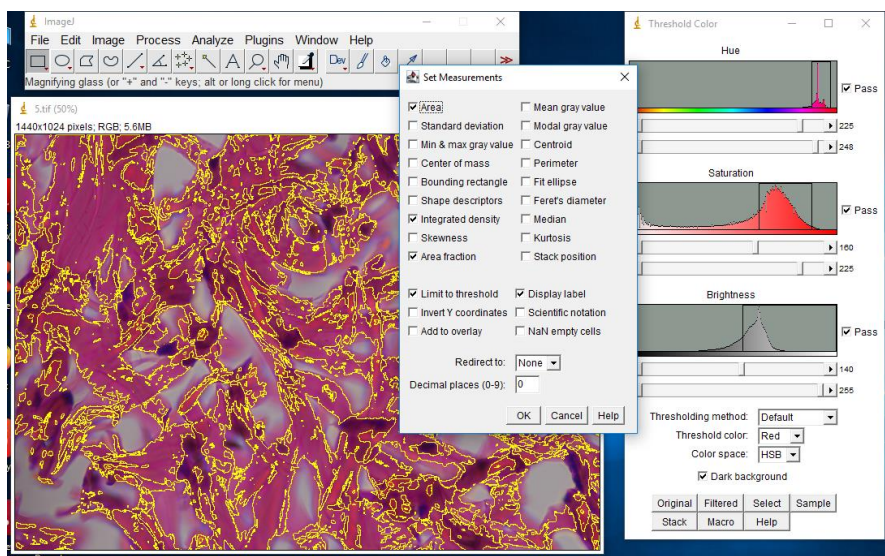 ImageJ
File Edit Image Process Analyze Plugins Window Help
Dev
Magnifying glass (or "+" and "-" keys; alt or long click for menu)
5.tif (50%)
1440x1024 pixels; RGB; 5.6MB
Set Measurements
Area Mean gray value
Standard deviation Modal gray value
Min & max gray value Centroid
Center of mass Perimeter
Bounding rectangle Fit ellipse
Shape descriptors Feret's diameter
Integrated density Median
Skewness Kurtosis
Area fraction Stack position
Limit to threshold Display label
Invert Y coordinates Scientific notation
Add to overlay NaN empty cells
Redirect to: None
Decimal places (0-9): 0
OK Cancel Help
Threshold Color
Hue
Pass
225
248
Saturation
Pass
160
225
Brightness
Pass
140
255
Thresholding method: Default
Threshold color: Red
Color space: HSB
Dark background
Original Filtered Select Sample
Stack Macro Help